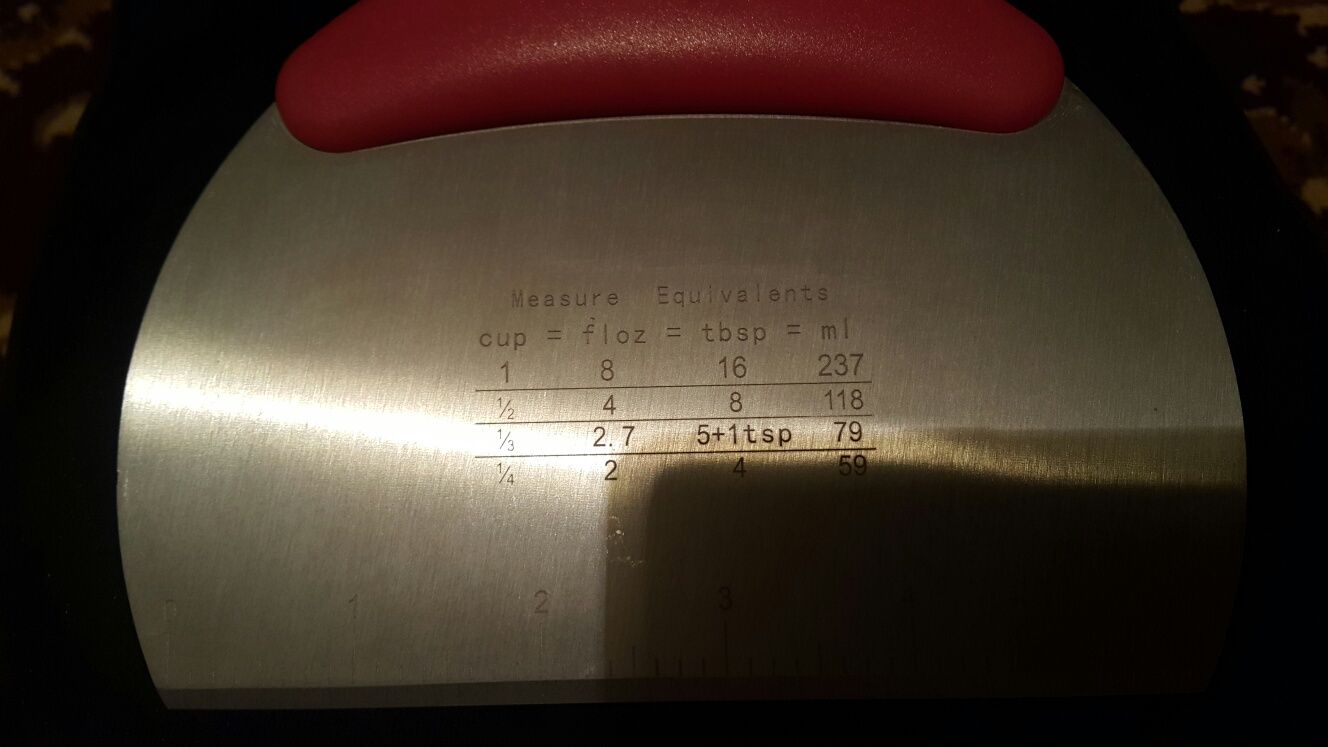 Measure Equivalents
cup = floz = tbsp = ml
1 8 16 237
½ 4 8 118
⅓ 2.7 5+1tsp 79
¼ 2 4 59
0 1 2 3 4